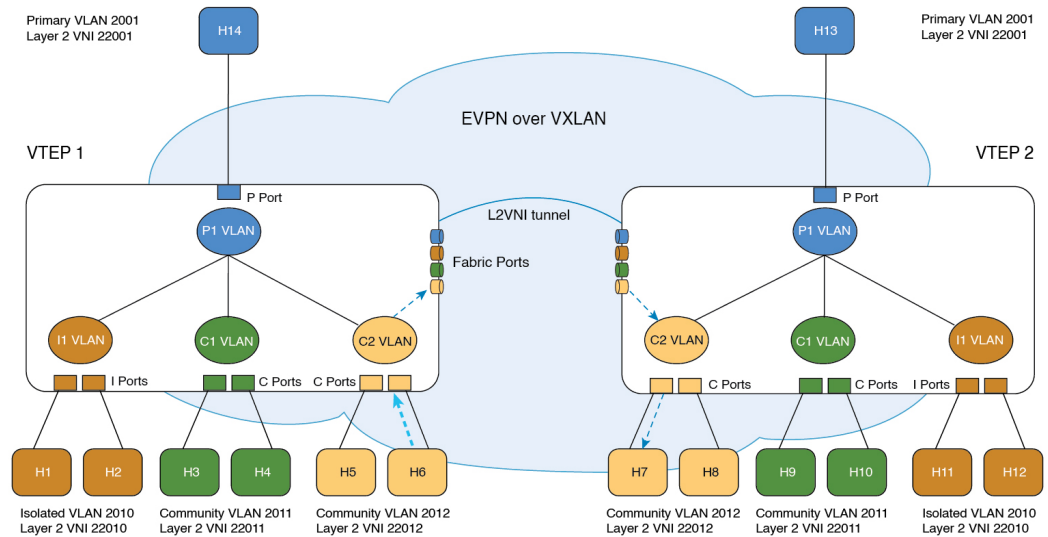 Primary VLAN 2001
Layer 2 VNI 22001
H14
H13
Primary VLAN 2001
Layer 2 VNI 22001
EVPN over VXLAN
VTEP 1
VTEP 2
P Port
P Port
L2VNI tunnel
P1 VLAN
P1 VLAN
Fabric Ports
I1 VLAN
C1 VLAN
C2 VLAN
C2 VLAN
C1 VLAN
I1 VLAN
I Ports
C Ports
C Ports
C Ports
C Ports
I Ports
H1
H2
H3
H4
H5
H6
H7
H8
H9
H10
H11
H12
Isolated VLAN 2010
Layer 2 VNI 22010
Community VLAN 2011
Layer 2 VNI 22011
Community VLAN 2012
Layer 2 VNI 22012
Community VLAN 2012
Layer 2 VNI 22012
Community VLAN 2011
Layer 2 VNI 22011
Isolated VLAN 2010
Layer 2 VNI 22010